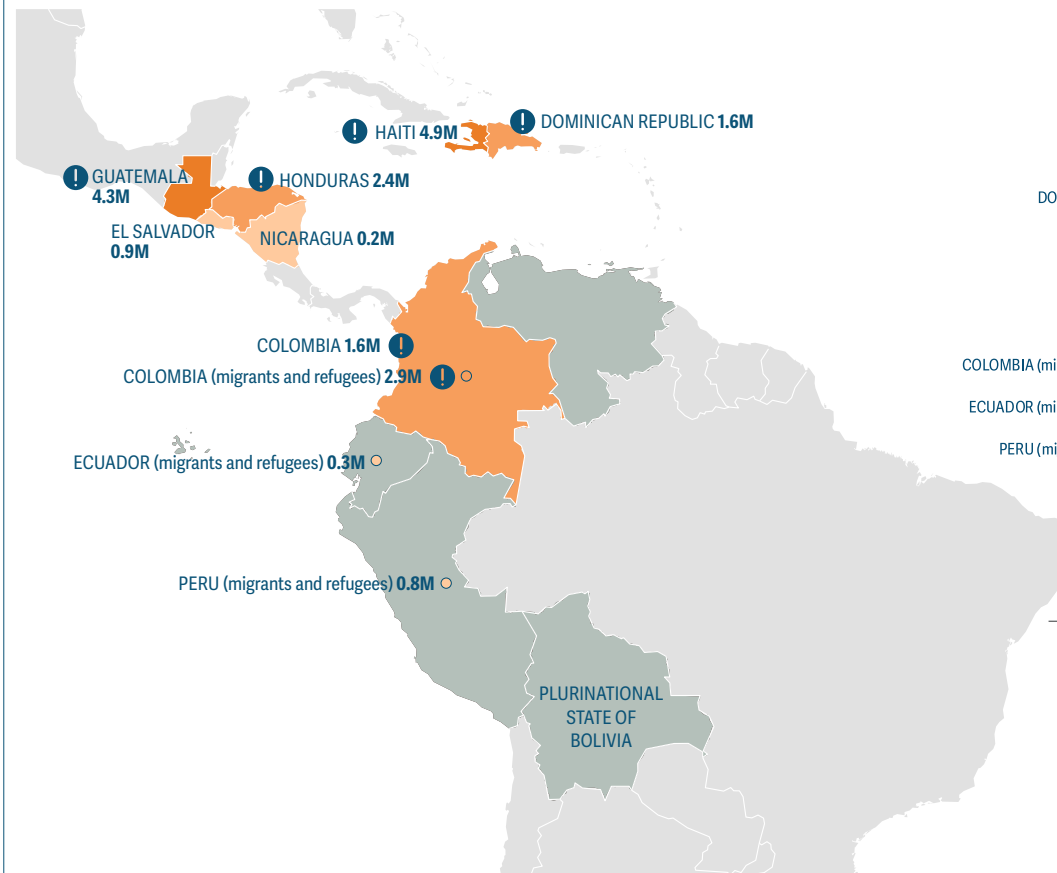 HAITI 4.9M
DOMINICAN REPUBLIC 1.6M
GUATEMALA
4.3M
HONDURAS 2.4M
DO
EL SALVADOR
0.9M
NICARAGUA 0.2M
COLOMBIA 1.6M
COLOMBIA (mi
COLOMBIA (migrants and refugees) 2.9M
ECUADOR (mi
PERU (mi
ECUADOR (migrants and refugees) 0.3M
PERU (migrants and refugees) 0.8M
PLURINATIONAL
STATE OF
BOLIVIA